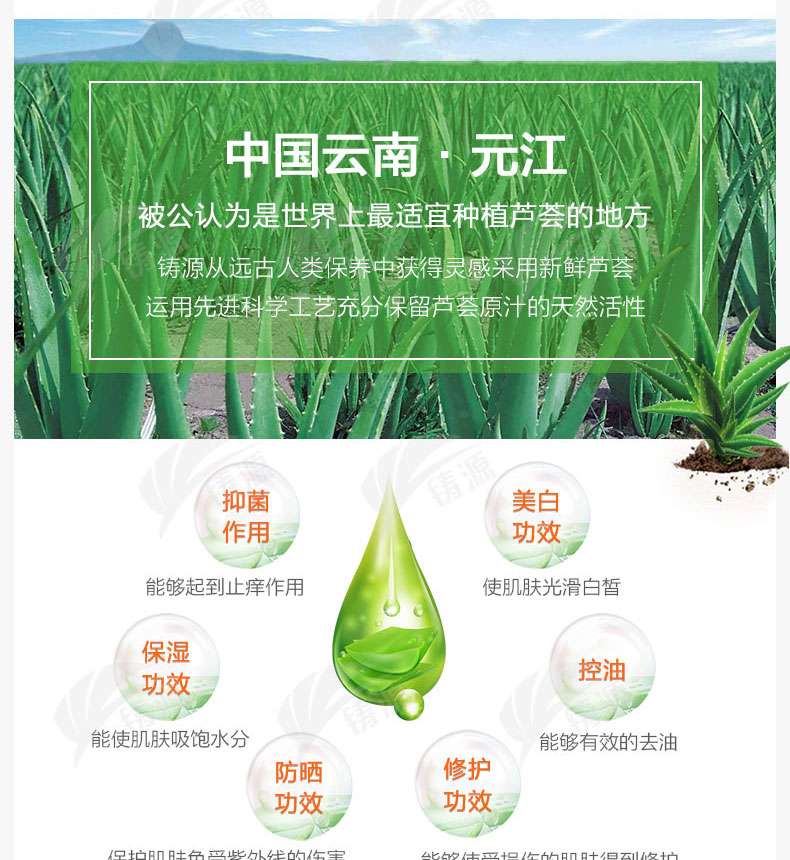 中国云南·元江
被公认为是世界上最适宜种植芦荟的地方
铸源从远古人类保养中获得灵感采用新鲜芦荟
运用先进科学工艺充分保留芦荟原汁的天然活性
抑菌
作用
能够起到止痒作用
美白
功效
使肌肤光滑白皙
保湿
功效
能使肌肤吸饱水分
控油
能够有效的去油
防晒
功效
保护肌肤免受紫外线的伤害
修护
功效
能够使受损伤的肌肤得到修护
铸源